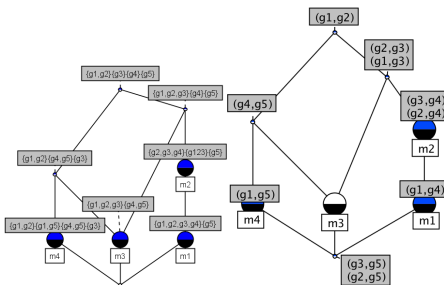 {g1,g2}{g3}{g4}{g5}
{g1,g2,g3}{g4}{g5}
{g2,g3,g4}{g123}{g5}
m2
{g1,g2}{g4,g5}{g3}
{g1,g2,g3}{g4,g5}
{g1,g2}{g1,g5}{g4,g5}{g3}
{g1,g2,g3,g4}{g5}
m4
m3
m1
(g1,g2)
(g2,g3)
(g1,g3)
(g4,g5)
(g3,g4)
(g2,g4)
m2
(g1,g5)
(g1,g4)
m4
m3
m1
(g3,g5)
(g2,g5)